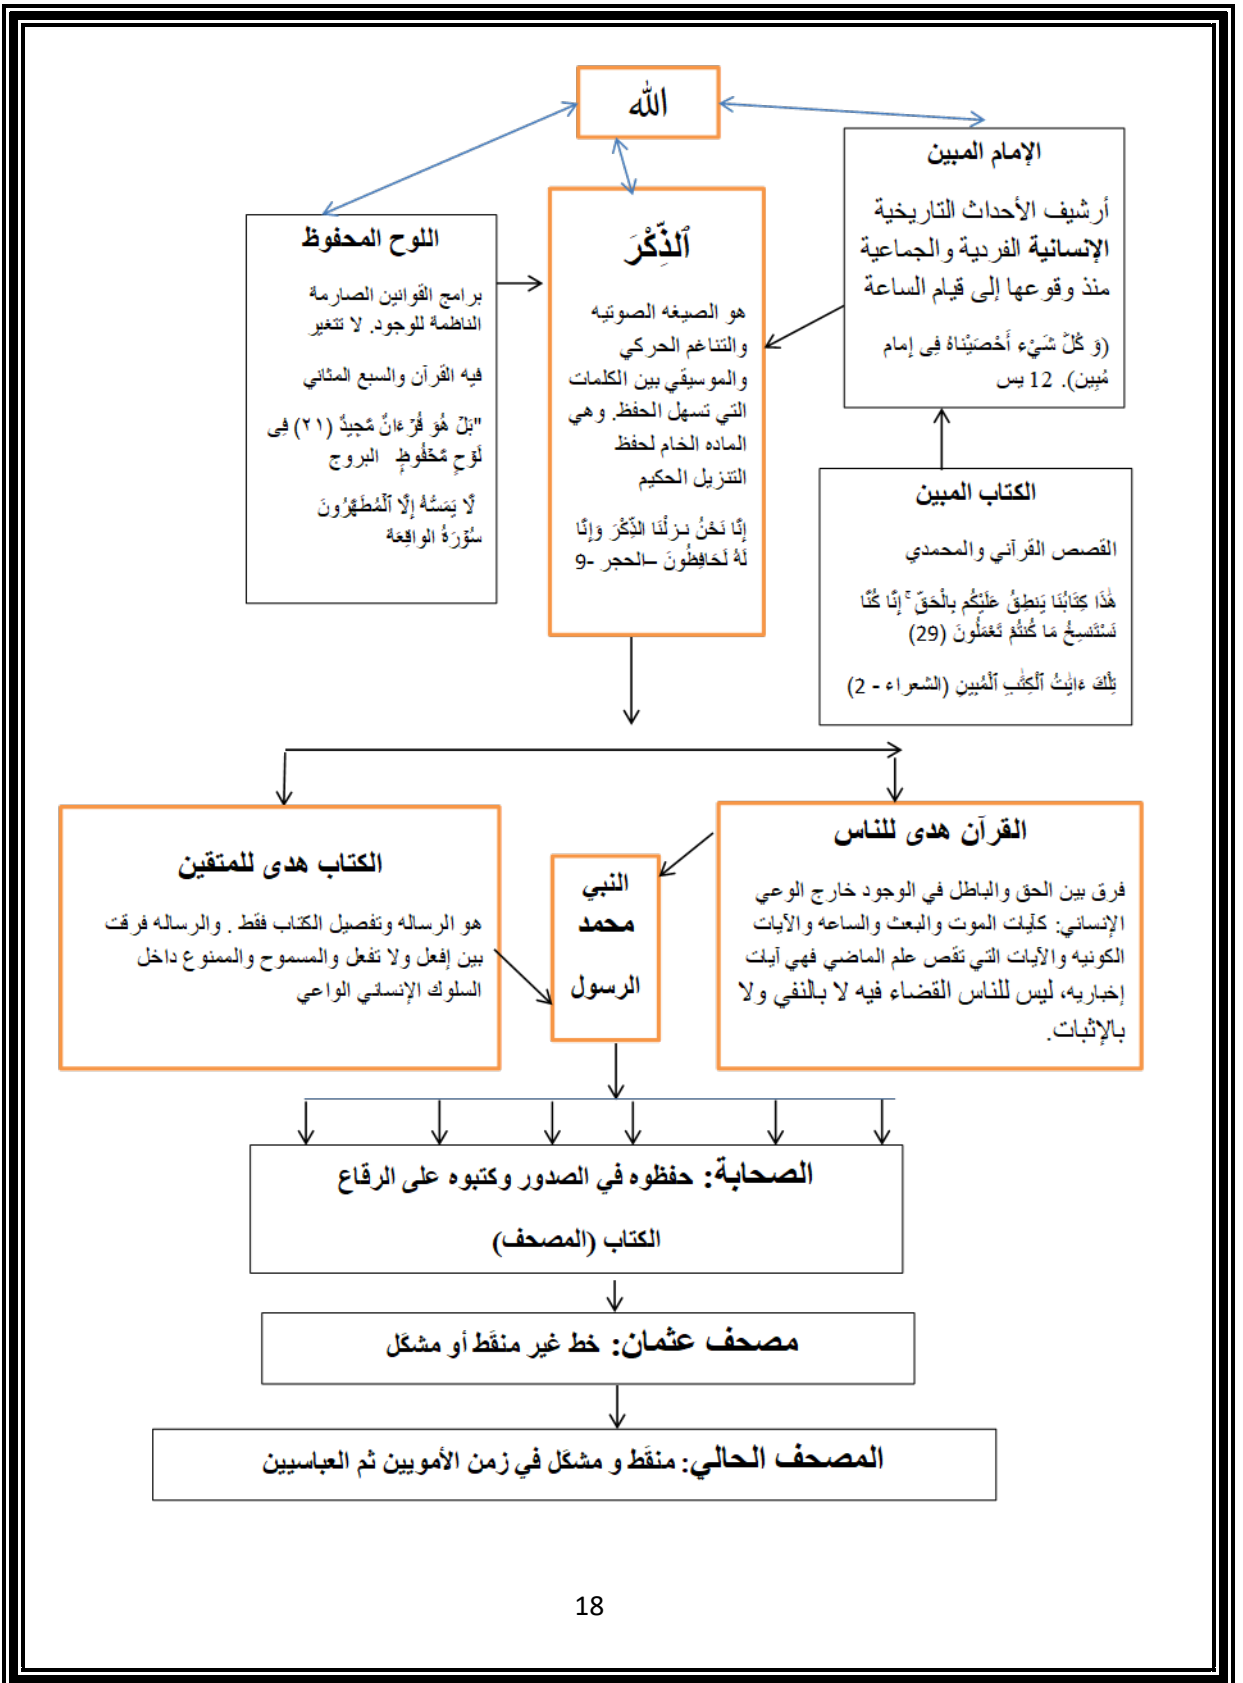 الله
الإمام المبين
أرشيف الأحداث التاريخية
الإنسانية الفردية والجماعية
منذ وقوعها إلى قيام الساعة
(وَ كُلَّ شَيْء أَحْصَيْناهُ فِى إمام
مُبِين). 12 يس
ٱلذِّكْرَ
هو الصيغه الصوتيه
والتناغم الحركي
والموسيقي بين الكلمات
التي تسهل الحفظ. وهي
الماده الخام لحفظ
التنزيل الحكيم
إِنَّا نَحْنُ نـزلْنَا الذِّكْرَ وَإِنَّا
لَهُ لَحَافِظُونَ –الحجر -9
اللوح المحفوظ
برامج القوانين الصارمة
الناظمة للوجود. لا تتغير
فيه القرآن والسبع المثاني
"بَلْ هُوَ قُرْءَانٌ مَّجِيدٌ (٢١) فِى
لَوْحٍ مَّحْفُوظٍۭ البروج
لَّا يَمَسُّهُ إِلَّا ٱلْمُطَهَّرُونَ
سُوْرَةُ الواقِعَة
الكتاب المبين
القصص القرآني والمحمدي
هَٰذَا كِتَابُنَا يَنطِقُ عَلَيْكُم بِالْحَقِّ ۚ إِنَّا كُنَّا
نَسْتَنسِخُ مَا كُنتُمْ تَعْمَلُونَ (29)
تِلْكَ ءَايَٰتُ ٱلْكِتَٰبِ ٱلْمُبِينِ (الشعراء - 2)
القرآن هدى للناس
فرق بين الحق والباطل في الوجود خارج الوعي
الإنساني: كآيات الموت والبعث والساعه والآيات
الكونيه والآيات التي تقص علم الماضي فهي آيات
إخباريه، ليس للناس القضاء فيه لا بالنفي ولا
بالإثبات.
النبي
محمد
الرسول
الكتاب هدى للمتقين
هو الرساله وتفصيل الكتاب فقط . والرساله فرقت
بين إفعل ولا تفعل والمسموح والممنوع داخل
السلوك الإنساني الواعي
الصحابة: حفظوه في الصدور وكتبوه على الرقاع
الكتاب (المصحف)
مصحف عثمان: خط غير منقَط أو مشكَل
المصحف الحالي: منقَط و مشكَل في زمن الأمويين ثم العباسيين
18